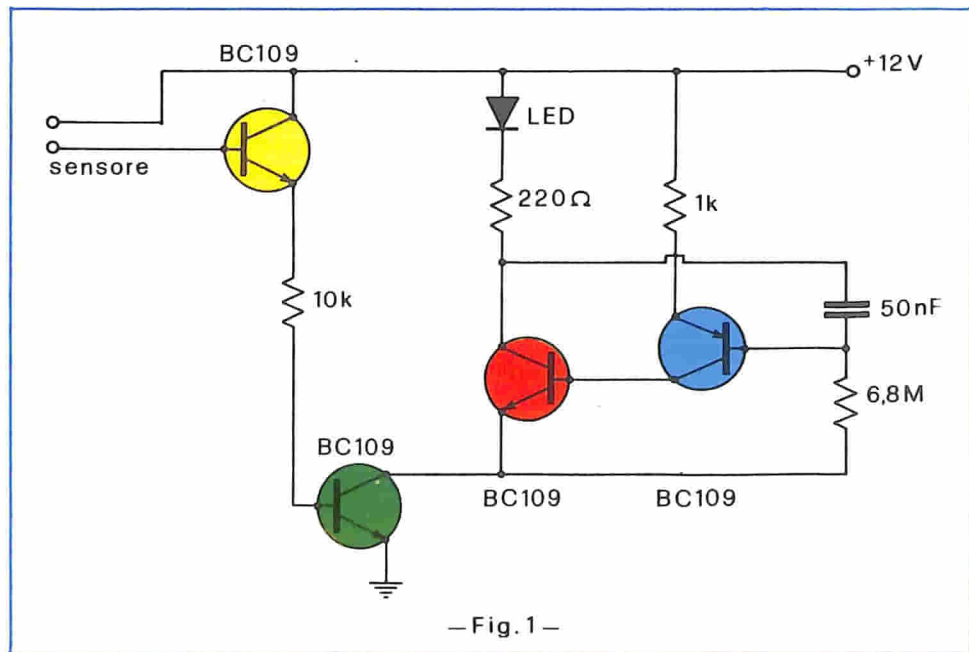 BC109
+12V
LED
sensore
220Ω
1k
10k
50nF
6,8M
BC109
BC109
BC109
—Fig.1—